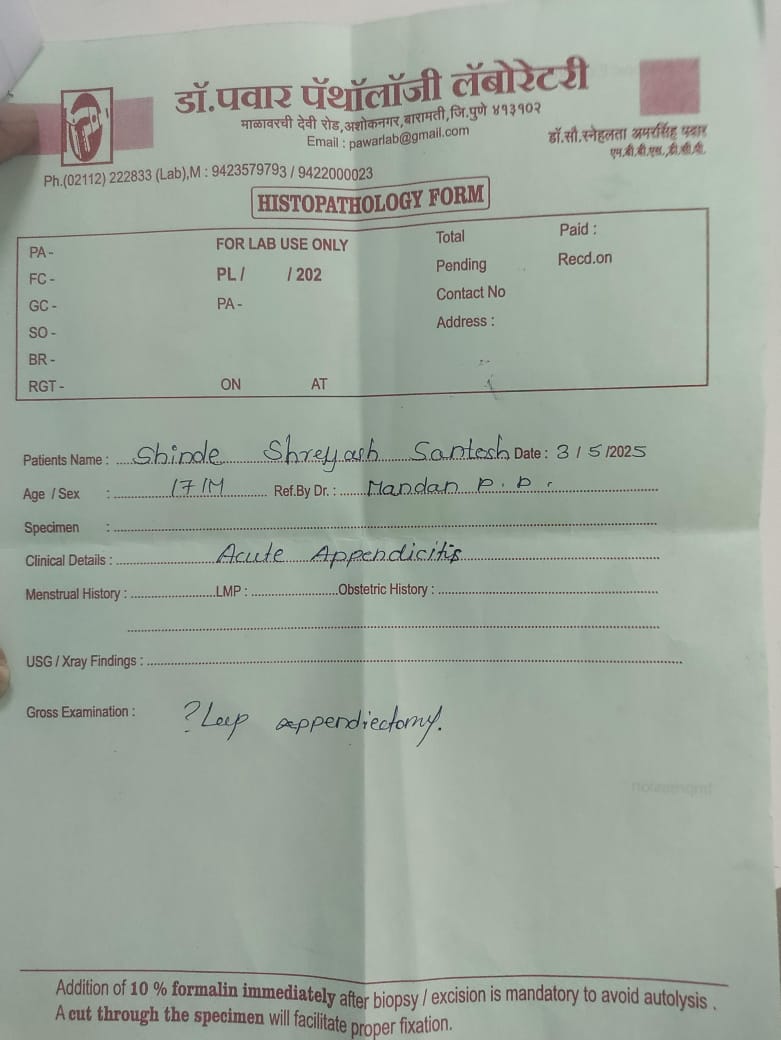 डॉ.पवार पॅथॉलॉजी लॅबोरेटरी
माळावरची देवी रोड,अशोकनगर,बारामती,जि.पुणे ४१३१०२
Email : pawarlab@gmail.com
डॉ.सौ.स्नेहलता अमरसिंह पवार
एम.बी.बी.एस.,डी.सी.पी.
Ph.(02112) 222833 (Lab),M : 9423579793 / 9422000023
HISTOPATHOLOGY FORM
PA - FOR LAB USE ONLY Total Paid :
FC - PL / / 202 Pending Recd.on
GC - PA - Contact No
SO - Address :
BR -
RGT - ON AT
Patients Name : Shinde Shreyash Santosh Date : 3 / 5 /2025
Age / Sex : 17/M Ref.By Dr. : Mandan P. D.
Specimen :
Clinical Details : Acute Appendicitis
Menstrual History : LMP : Obstetric History :
USG / Xray Findings :
Gross Examination : ? Lap appendiectomy.
Addition of 10 % formalin immediately after biopsy / excision is mandatory to avoid autolysis .
A cut through the specimen will facilitate proper fixation.